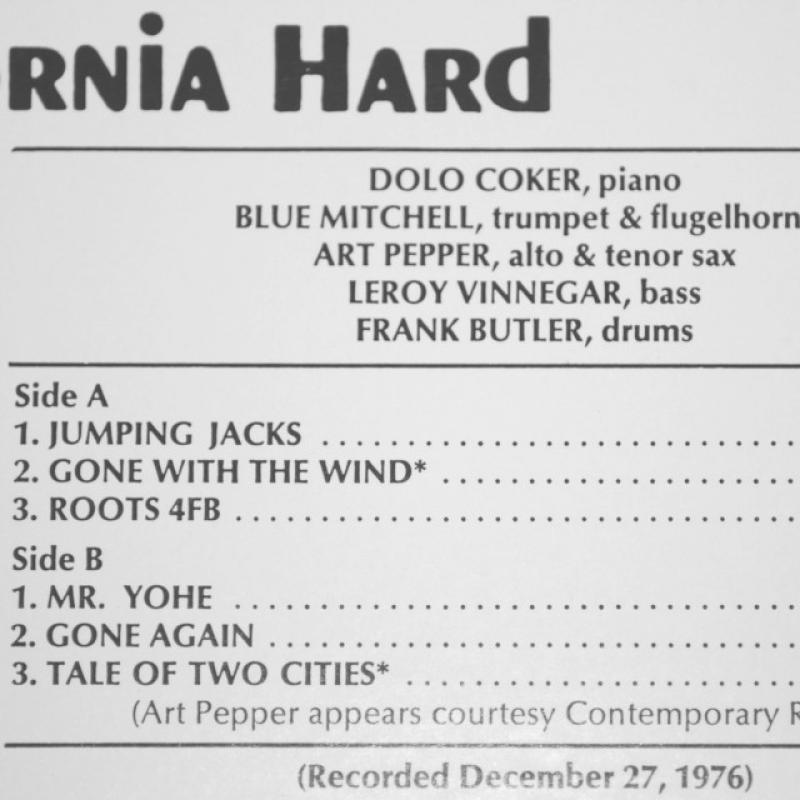 RNIA HARD
DOLO COKER, piano
BLUE MITCHELL, trumpet & flugelhorn
ART PEPPER, alto & tenor sax
LEROY VINNEGAR, bass
FRANK BUTLER, drums
Side A
1. JUMPING JACKS ............................
2. GONE WITH THE WIND* .....................
3. ROOTS 4FB .................................
Side B
1. MR. YOHE .................................
2. GONE AGAIN ...............................
3. TALE OF TWO CITIES* .......................
(Art Pepper appears courtesy Contemporary
(Recorded December 27, 1976)